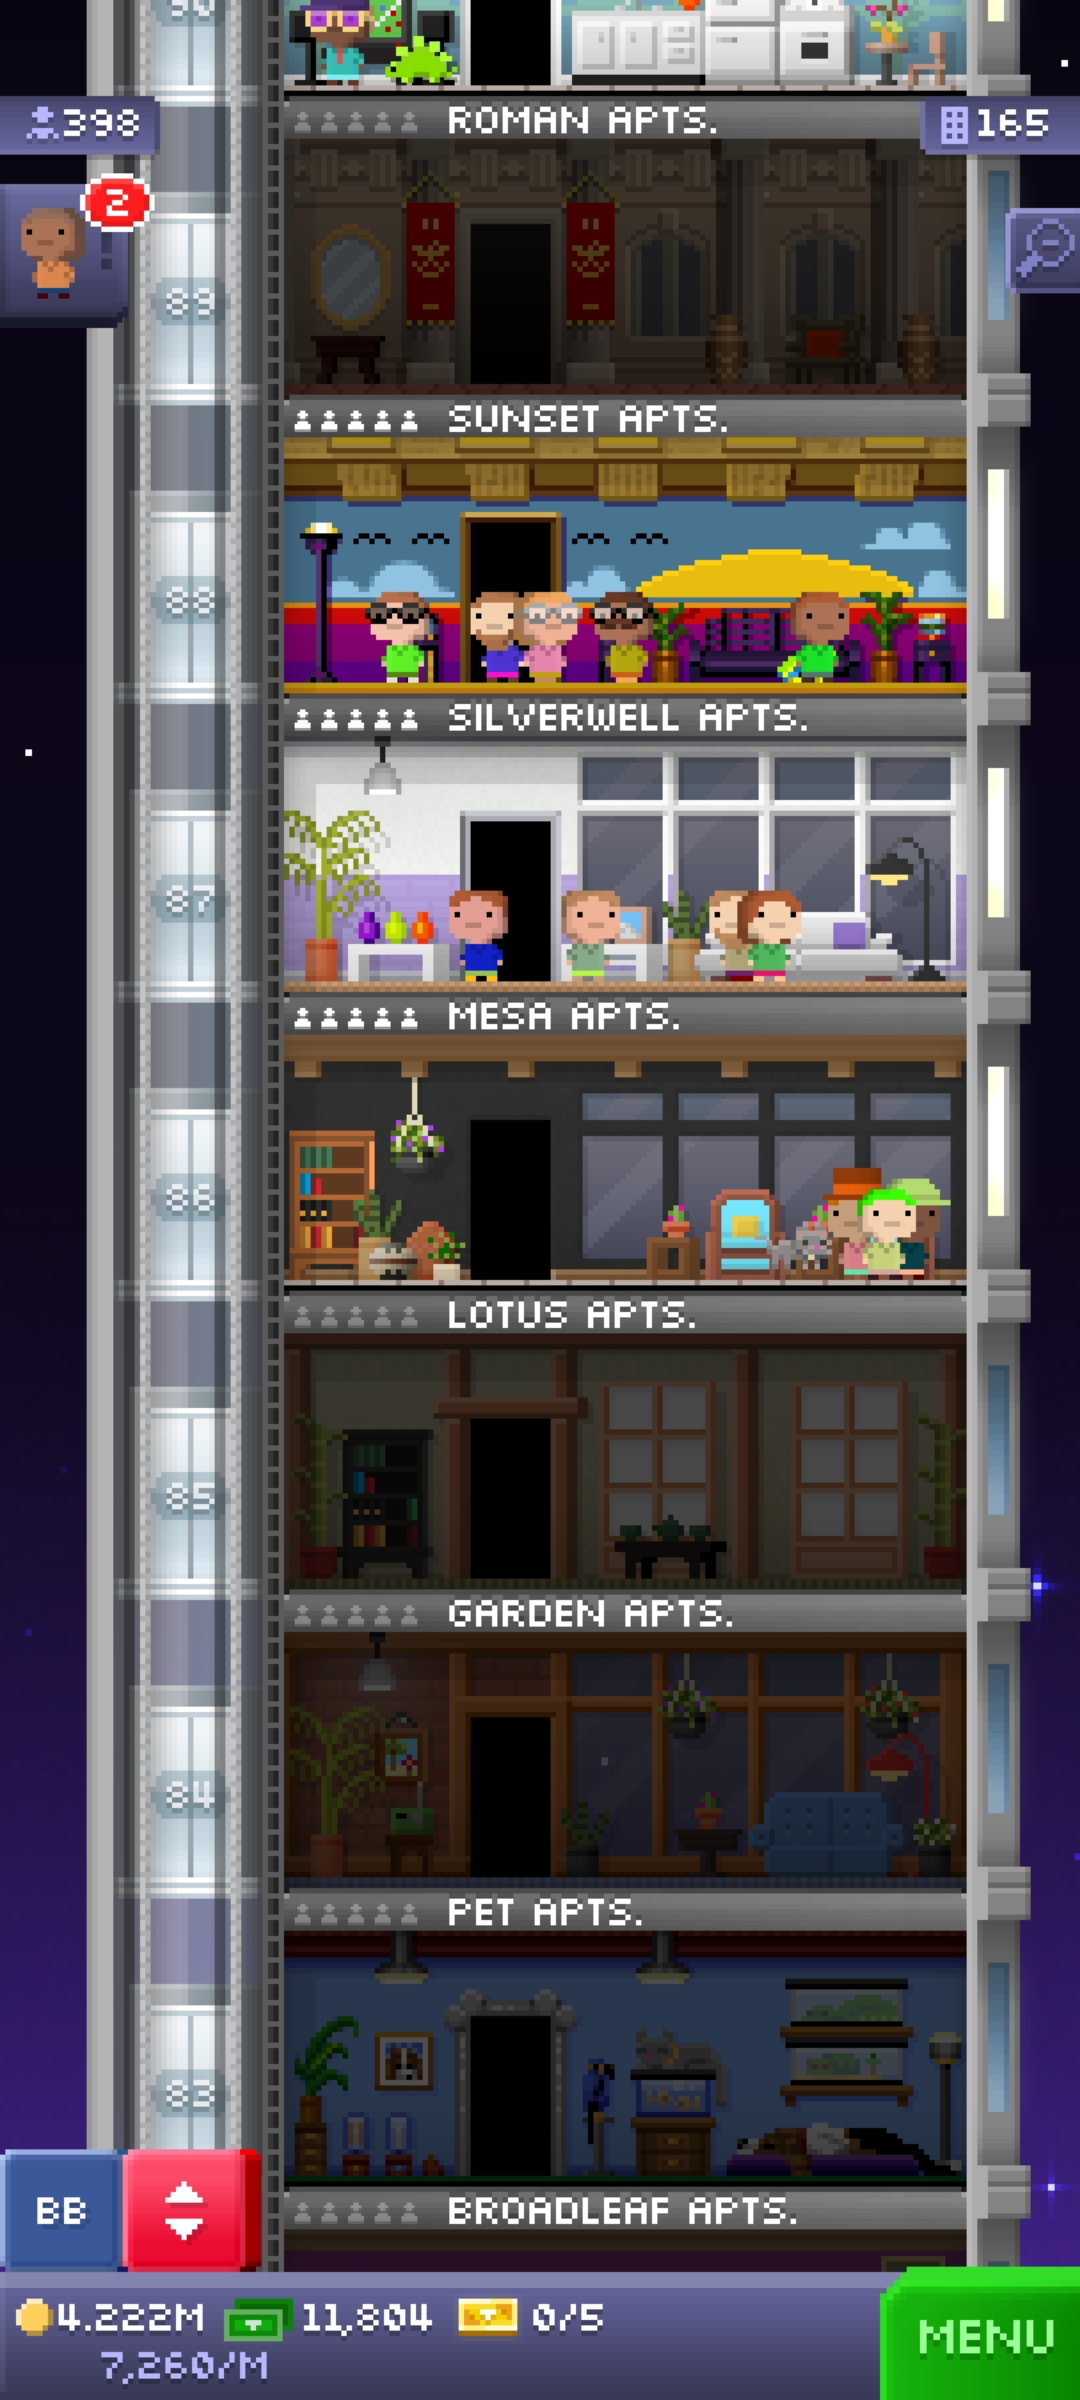 90
398
ROMAN APTS.
165
2
89
SUNSET APTS.
88
SILVERWELL APTS.
87
MESA APTS.
86
LOTUS APTS.
85
GARDEN APTS.
84
PET APTS.
83
BB
BROADLEAF APTS.
4.222M 11,804 0/5
7,260/M
MENU